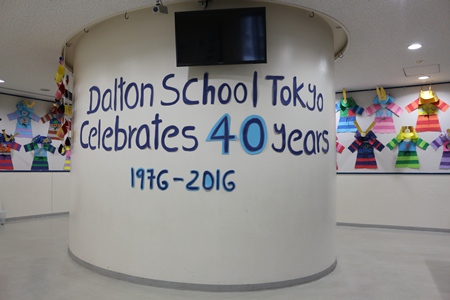 Dalton School Tokyo
Celebrates 40 years
1976-2016